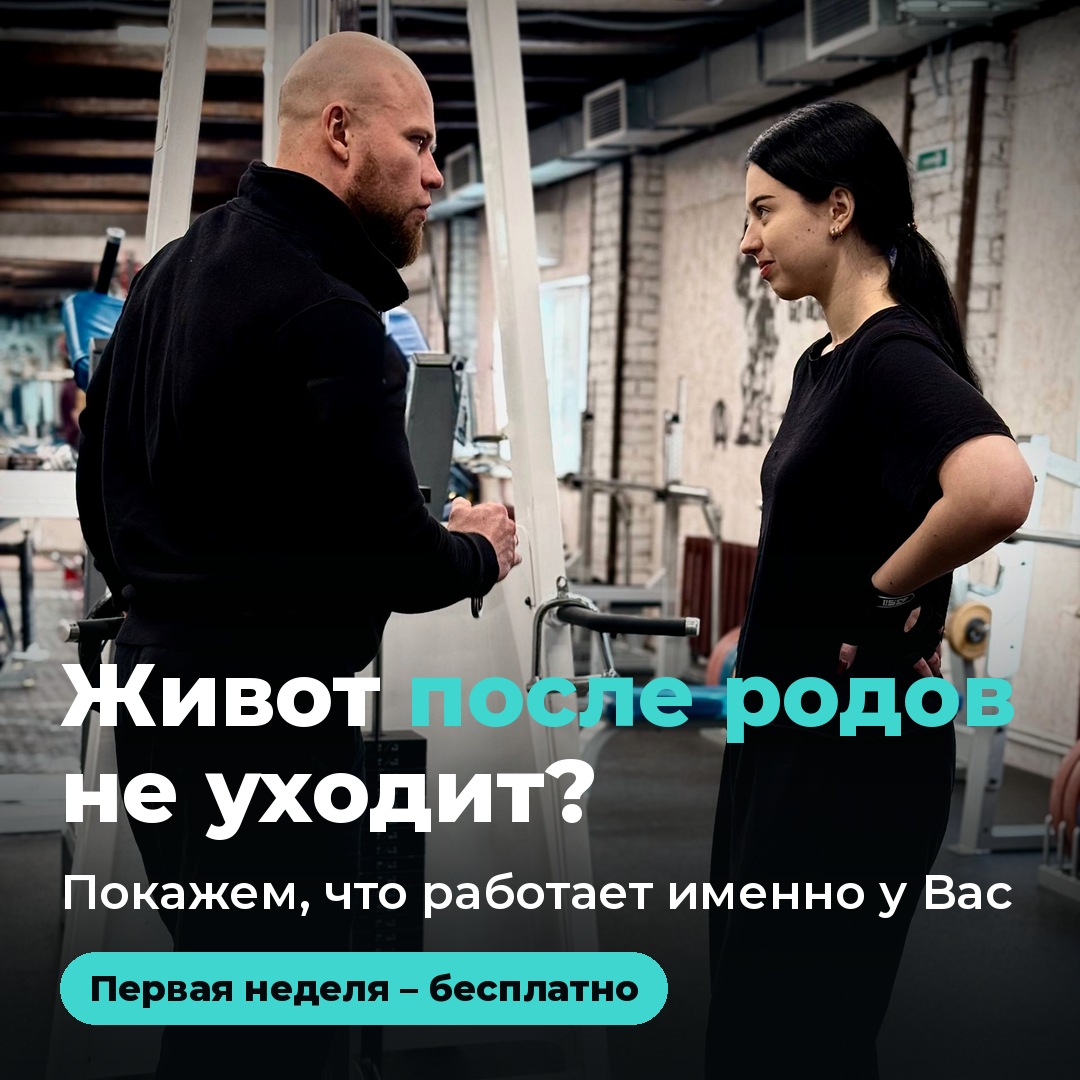 Живот после родов
не уходит?
Покажем, что работает именно у Вас
Первая неделя – бесплатно